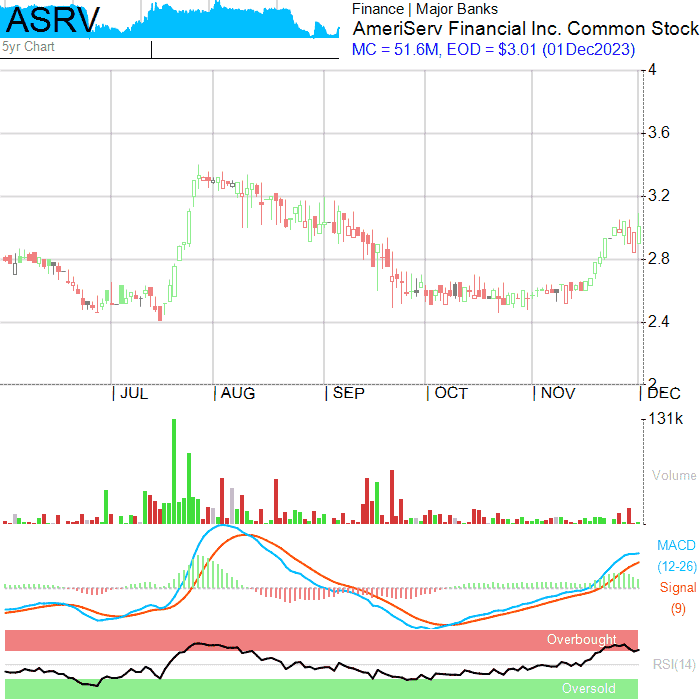 ASRV
Finance | Major Banks
AmeriServ Financial Inc. Common Stock
5yr Chart
MC = 51.6M, EOD = $3.01 (01Dec2023)
4
3.6
3.2
2.8
2.4
2
| JUL | AUG | SEP | OCT | NOV | DEC
131k
Volume
MACD
(12-26)
Signal
(9)
Overbought
RSI(14)
Oversold